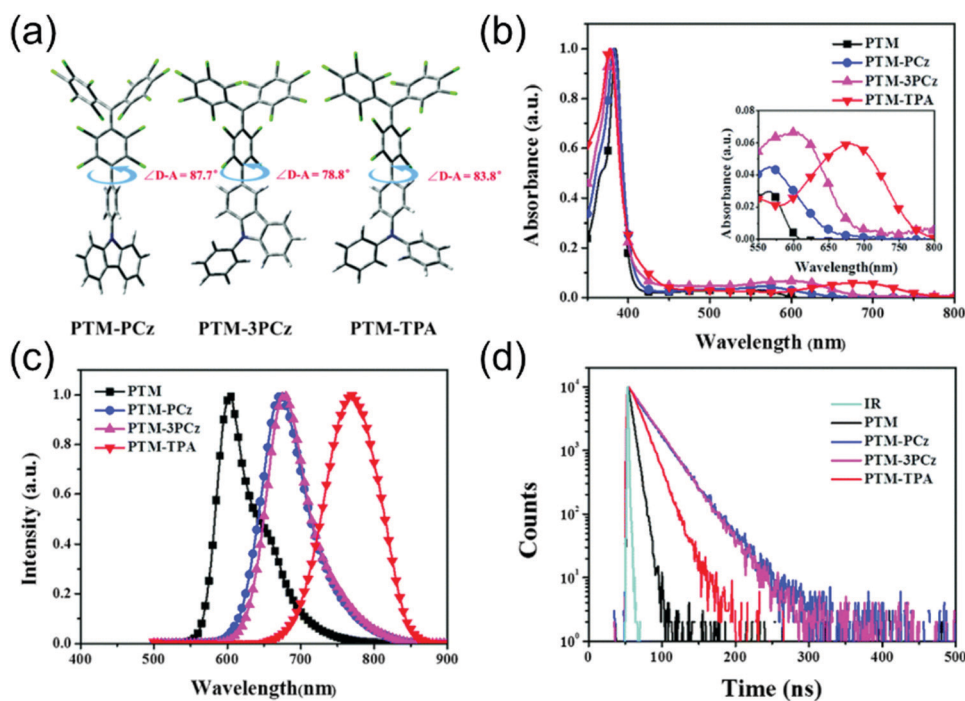 (a)
∠D-A = 87.7°
∠D-A = 78.8°
∠D-A = 83.8°
PTM-PCz
PTM-3PCz
PTM-TPA
(b)
Absorbance (a.u.)
1.0
0.8
0.6
0.4
0.2
0.0
400
500
600
700
800
Wavelength (nm)
PTM
PTM-PCz
PTM-3PCz
PTM-TPA
Absorbance (a.u.)
0.08
0.06
0.04
0.02
0.00
550
600
650
700
750
800
Wavelength(nm)
(c)
Intensity (a.u.)
1.0
0.8
0.6
0.4
0.2
0.0
400
500
600
700
800
900
Wavelength(nm)
PTM
PTM-PCz
PTM-3PCz
PTM-TPA
(d)
Counts
10⁴
10³
10²
10¹
10⁰
0
100
200
300
400
500
Time (ns)
IR
PTM
PTM-PCz
PTM-3PCz
PTM-TPA